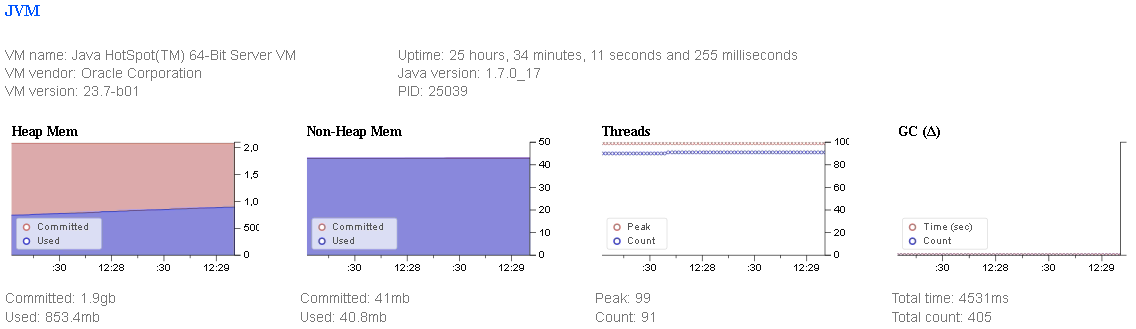 JVM
VM name: Java HotSpot(TM) 64-Bit Server VM
Uptime: 25 hours, 34 minutes, 11 seconds and 255 milliseconds
VM vendor: Oracle Corporation
Java version: 1.7.0_17
VM version: 23.7-b01
PID: 25039
Heap Mem
2,0
1,5
1,0
500
0
Committed
Used
:30
12:28
:30
12:29
Committed: 1.9gb
Used: 853.4mb
Non-Heap Mem
50
40
30
20
10
0
Committed
Used
:30
12:28
:30
12:29
Committed: 41mb
Used: 40.8mb
Threads
100
80
60
40
20
0
Peak
Count
:30
12:28
:30
12:29
Peak: 99
Count: 91
GC (Δ)
Time (sec)
Count
:30
12:28
:30
12:29
Total time: 4531ms
Total count: 405